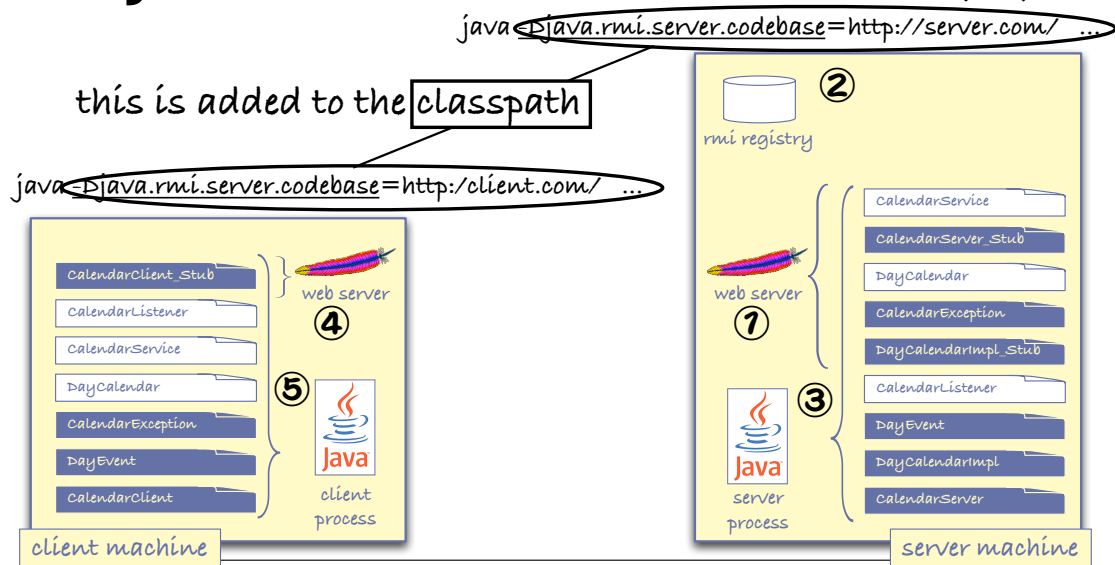 java -Djava.rmi.server.codebase=http://server.com/ ...
this is added to the classpath
java -Djava.rmi.server.codebase=http:/client.com/ ...
②
rmi registry
CalendarService
CalendarServer_Stub
DayCalendar
CalendarException
DayCalendarImpl_Stub
CalendarListener
DayEvent
DayCalendarImpl
CalendarServer
web server
①
③
Java
server
process
server machine
CalendarClient_Stub
CalendarListener
CalendarService
DayCalendar
CalendarException
DayEvent
CalendarClient
web server
④
⑤
Java
client
process
client machine